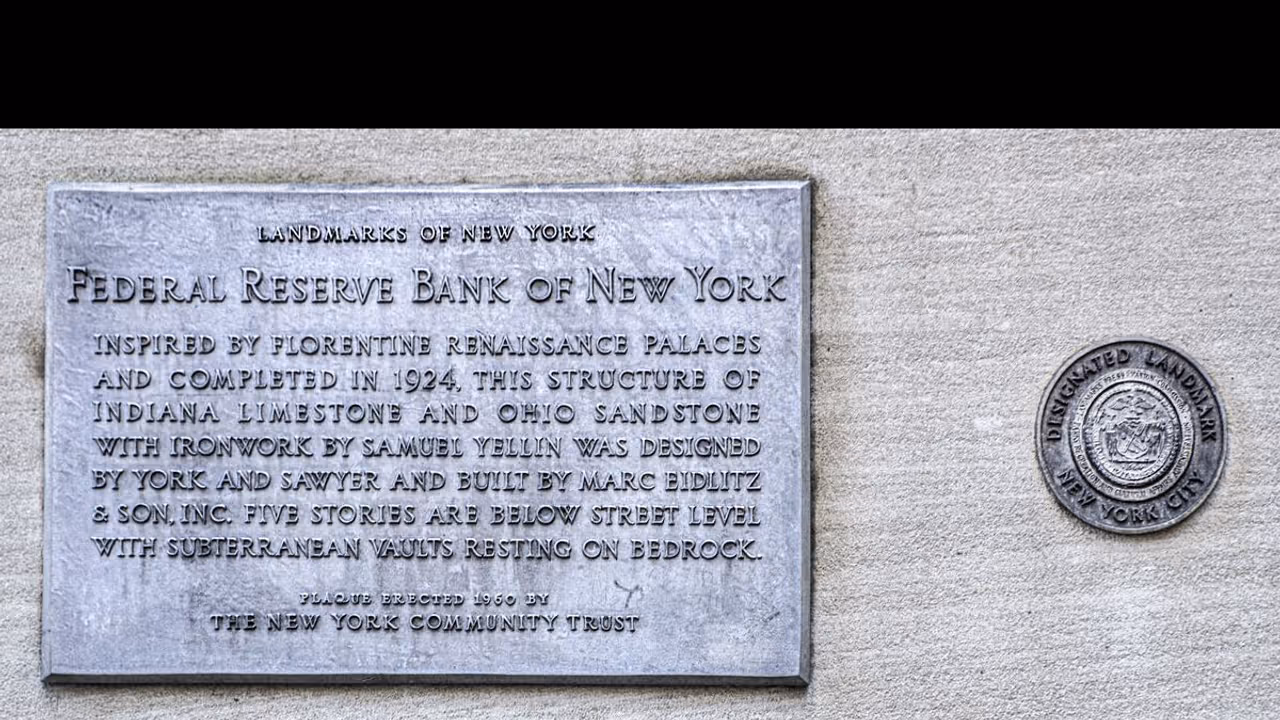 LANDMARKS OF NEW YORK
FEDERAL RESERVE BANK OF NEW YORK
INSPIRED BY FLORENTINE RENAISSANCE PALACES
AND COMPLETED IN 1924, THIS STRUCTURE OF
INDIANA LIMESTONE AND OHIO SANDSTONE
WITH IRONWORK BY SAMUEL YELLIN WAS DESIGNED
BY YORK AND SAWYER AND BUILT BY MARC EIDLITZ
& SON, INC. FIVE STORIES ARE BELOW STREET LEVEL
WITH SUBTERRANEAN VAULTS RESTING ON BEDROCK.
PLAQUE ERECTED 1960 BY
THE NEW YORK COMMUNITY TRUST
DESIGNATED LANDMARK
NEW YORK CITY